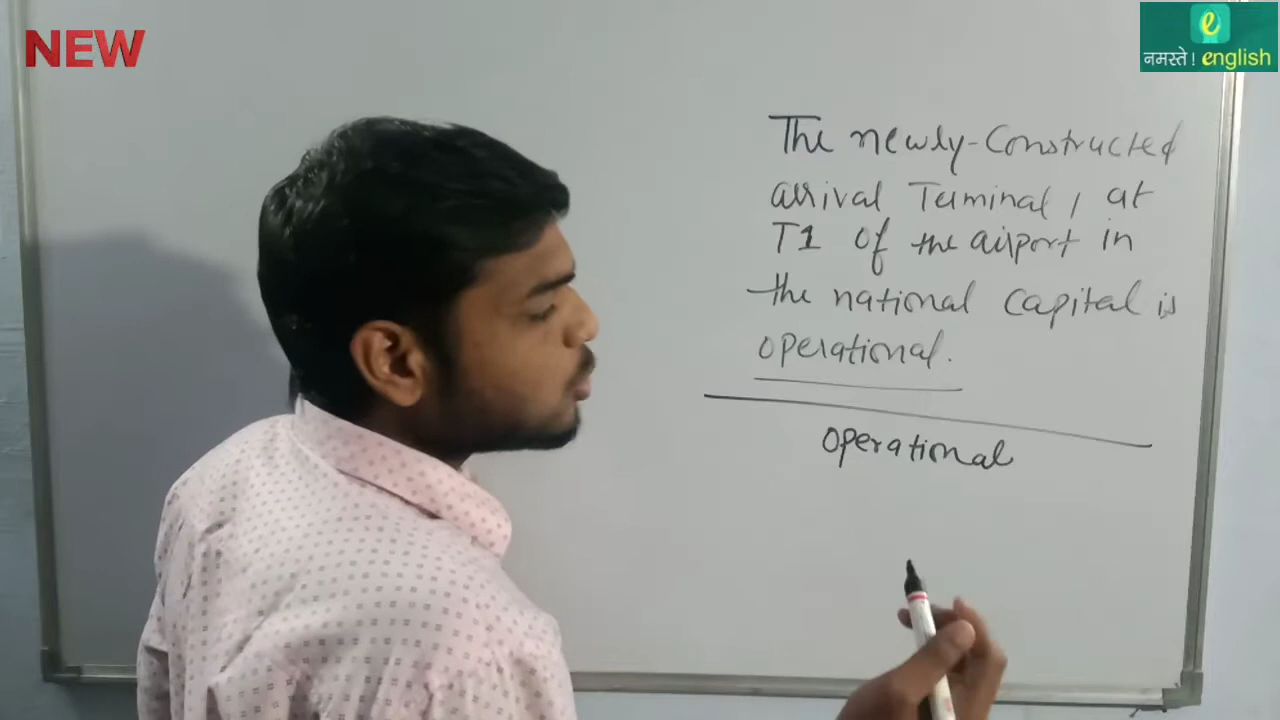 NEW
e
नमस्ते ! english
The newly-Constructed
arrival Terminal, at
T1 of the airport in
the national Capital is
operational.
operational